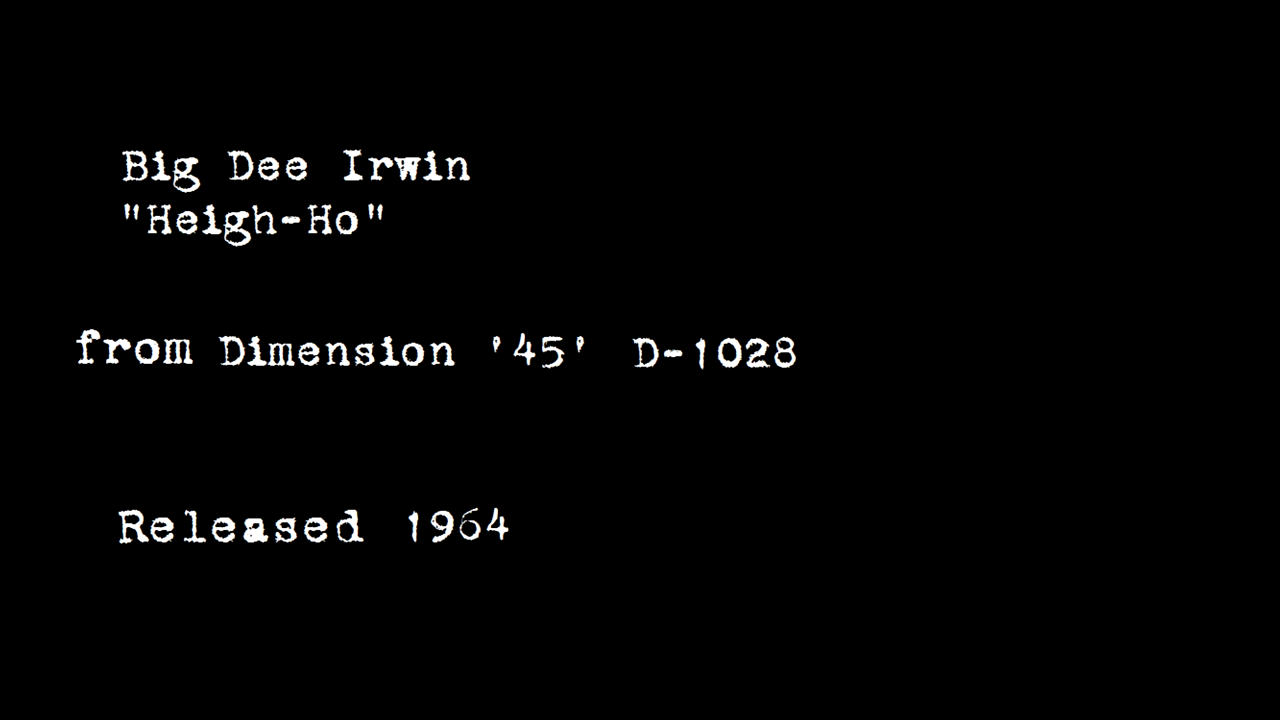 Big Dee Irwin
"Heigh-Ho"
from Dimension '45' D-1028
Released 1964